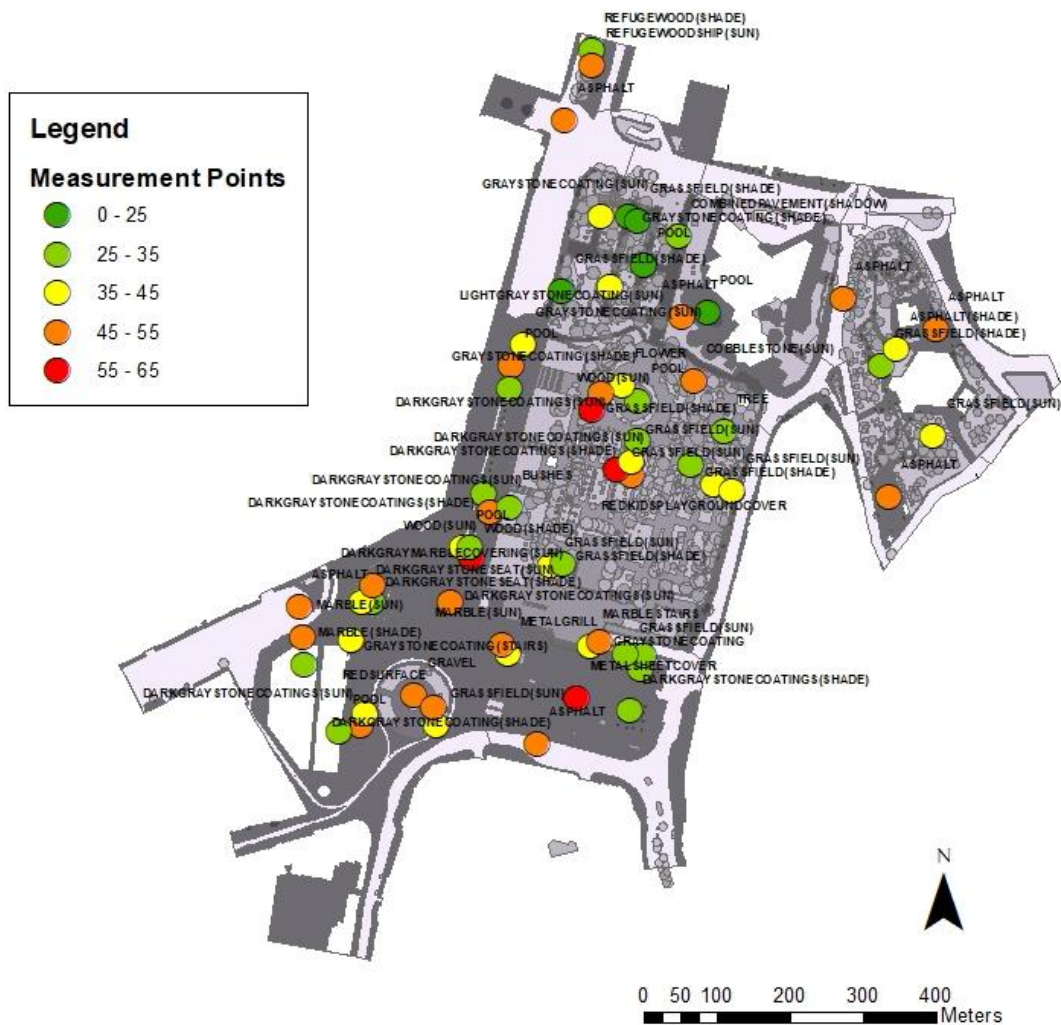 REFUGEWOOD(SHADE)
REFUGEWOODSHIP(SUN)
ASPHALT
Legend
Measurement Points
0 - 25
25 - 35
35 - 45
45 - 55
55 - 65
GRAYSTONECOATING(SUN)
GRASSFIELD(SHADE)
COMBINEDPAVEMENT(SHADOW)
GRAYSTONECOATING(SHADE)
POOL
GRASSFIELD(SHADE)
ASPHALT
ASPHALT
POOL
LIGHTGRAYSTONECOATING(SUN)
ASPHALT
GRAYSTONECOATING(SUN)
ASPHALT(SHADE)
POOL
GRASSFIELD(SHADE)
COBBLESTONE(SUN)
GRAYSTONECOATING(SHADE)
FLOWER
POOL
WOOD(SUN)
DARKGRAYSTONECOATINGS(SUN)
GRASSFIELD(SHADE)
TREE
GRASSFIELD(SUN)
GRASSFIELD(SUN)
DARKGRAYSTONECOATINGS(SUN)
DARKGRAYSTONECOATINGS(SHADE)
GRASSFIELD(SUN)
GRASSFIELD(SUN)
ASPHALT
DARKGRAYSTONECOATINGS(SUN)
BUSHES
GRASSFIELD(SHADE)
DARKGRAYSTONECOATINGS(SHADE)
REDKIDSPLAYGROUNDCOVER
POOL
WOOD(SUN)
WOOD(SHADE)
GRASSFIELD(SUN)
DARKGRAYMARBLECOVERING(SUN)
GRASSFIELD(SHADE)
ASPHALT
DARKGRAYSTONESEAT(SUN)
DARKGRAYSTONESEAT(SHADE)
DARKGRAYSTONECOATINGS(SUN)
MARBLE(SUN)
MARBLE(SUN)
MARBLESTAIRS
METALGRILL
GRASSFIELD(SUN)
MARBLE(SHADE)
GRAYSTONECOATING
GRAYSTONECOATING(STAIRS)
GRAVEL
METALSHEETCOVER
REDSURFACE
DARKGRAYSTONECOATINGS(SHADE)
DARKGRAYSTONECOATINGS(SUN)
GRASSFIELD(SUN)
POOL
ASPHALT
DARKGRAYSTONECOATING(SHADE)
N
0 50 100 200 300 400
Meters